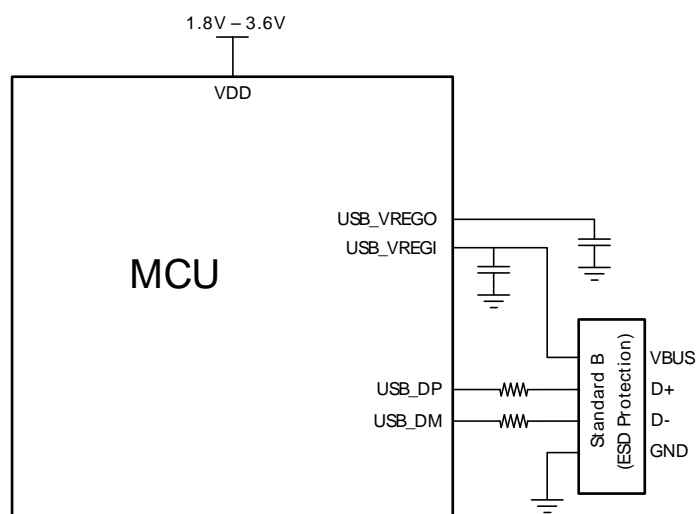 1.8V – 3.6V
VDD
USB_VREGO
USB_VREGI
MCU
VBUS
USB_DP
D+
USB_DM
D-
GND
Standard B
(ESD Protection)